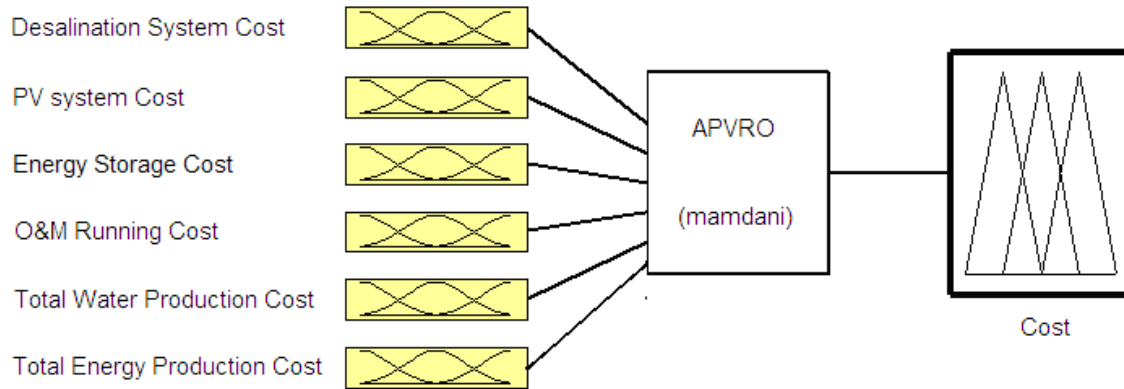 Desalination System Cost
PV system Cost
Energy Storage Cost
O&M Running Cost
Total Water Production Cost
Total Energy Production Cost
APVRO
(mamdani)
Cost